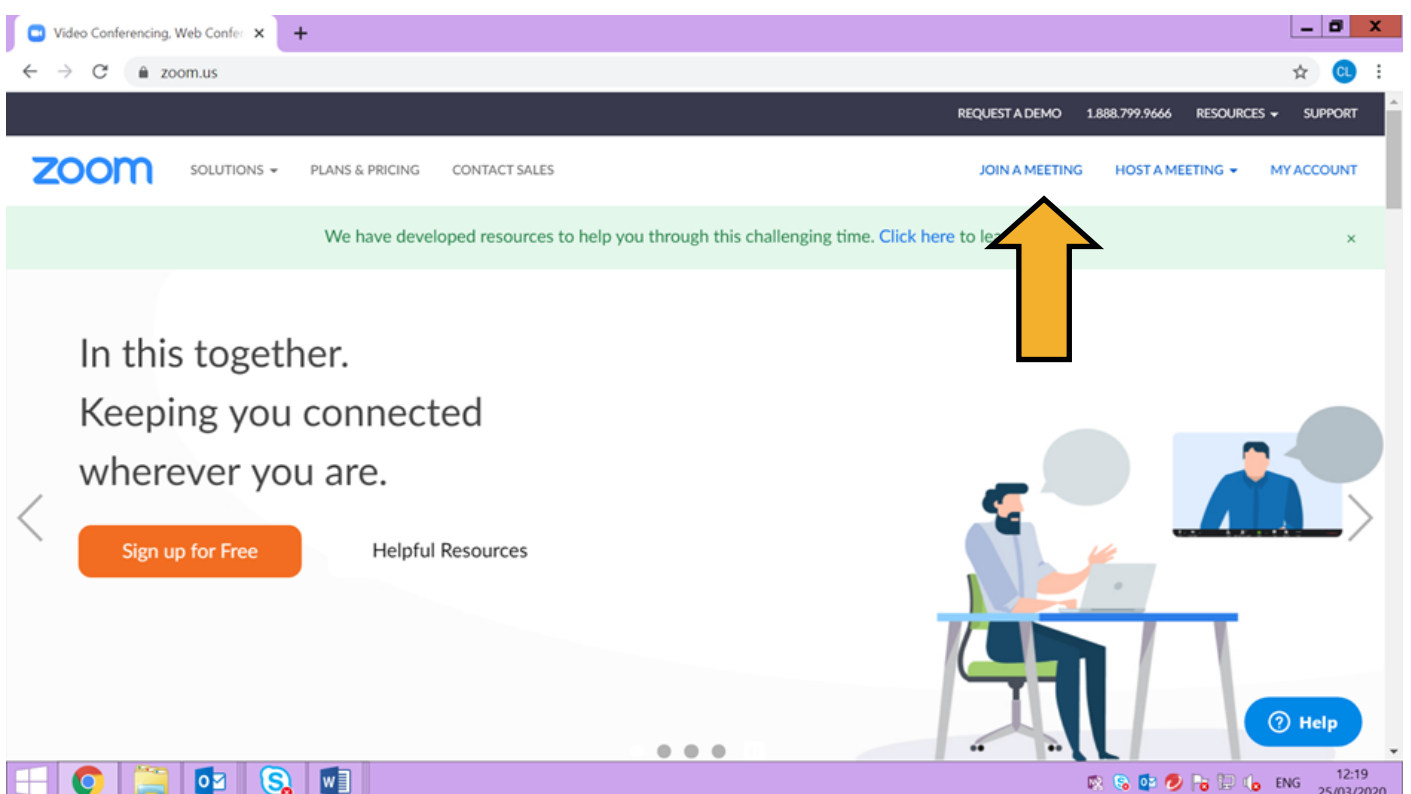 Video Conferencing, Web Confer
zoom.us
CL
REQUEST A DEMO 1.888.799.9666 RESOURCES SUPPORT
zoom SOLUTIONS PLANS & PRICING CONTACT SALES JOIN A MEETING HOST A MEETING MY ACCOUNT
We have developed resources to help you through this challenging time. Click here to
In this together.
Keeping you connected
wherever you are.
Sign up for Free Helpful Resources
Help
ENG 12:19
25/03/2020